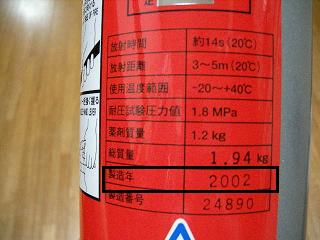 定
放射時間 約14s(20℃)
放射距離 3～5m(20℃)
使用温度範囲 -20～+40℃
耐圧試験圧力値 1.8 MPa
薬剤質量 1.2 kg
総質量 1.94 kg
製造年 2002
製造番号 24890